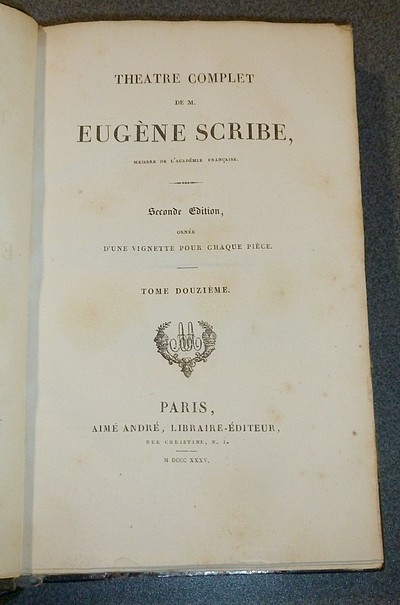 THEATRE COMPLET
DE M.
EUGÈNE SCRIBE,
MEMBRE DE L'ACADÉMIE FRANÇAISE.
Seconde Edition,
ORNÉE
D'UNE VIGNETTE POUR CHAQUE PIÈCE.
TOME DOUZIÈME.
PARIS,
AIMÉ ANDRÉ, LIBRAIRE-ÉDITEUR,
RUE CHRISTINE, N. 1.
M DCCC XXXV.